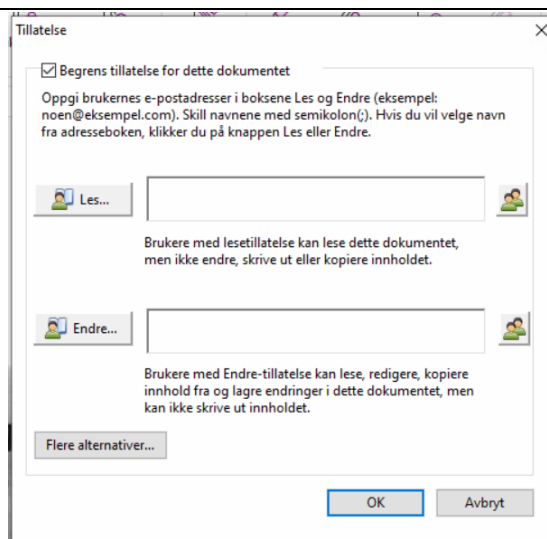 Tillatelse
Begrens tillatelse for dette dokumentet
Oppgi brukernes e-postadresser i boksene Les og Endre (eksempel:
noen@eksempel.com). Skill navnene med semikolon(;). Hvis du vil velge navn
fra adresseboken, klikker du på knappen Les eller Endre.
Les...
Brukere med lesetillatelse kan lese dette dokumentet,
men ikke endre, skrive ut eller kopiere innholdet.
Endre...
Brukere med Endre-tillatelse kan lese, redigere, kopiere
innhold fra og lagre endringer i dette dokumentet, men
kan ikke skrive ut innholdet.
Flere alternativer...
OK
Avbryt